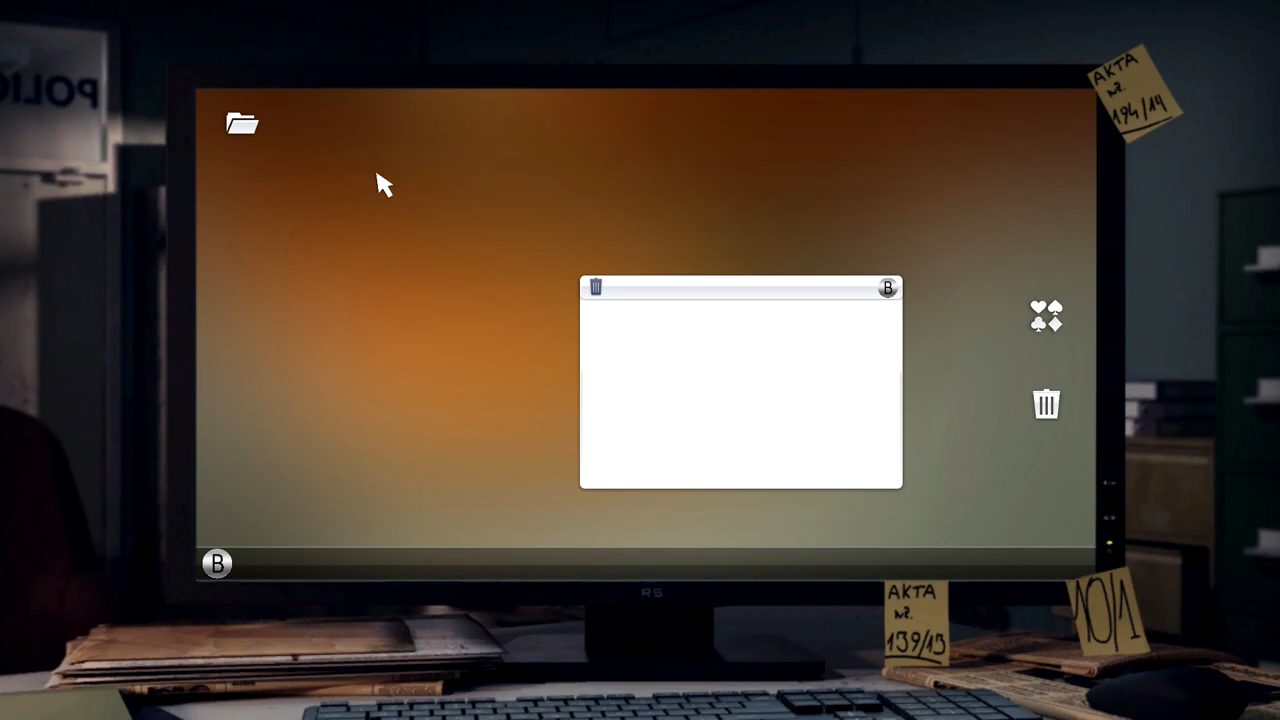 POLIC
AKTA
NR.
194/14
B
B
RS
AKTA
NR.
139/13
10/1